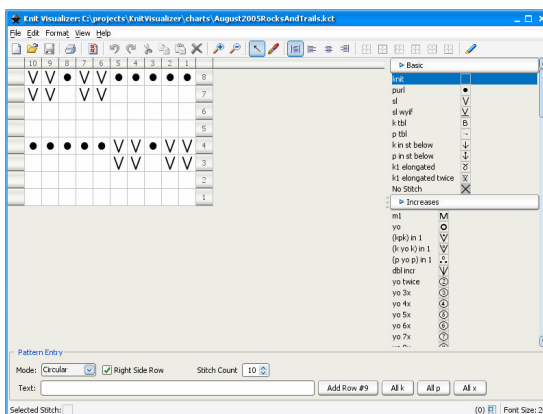 Knit Visualizer: C:\projects\KnitVisualizer\charts\August2005RocksAndTrails.kct
File Edit Format View Help
10 9 8 7 6 5 4 3 2 1
V V ● V V ● ● ● ● ● 8
V V V V 7
6
5
● ● ● ● ● V V ● V V 4
V V V V 3
2
1
Basic
knit
purl ●
sl V
sl wyif V
k tbl B
p tbl
k in st below
p in st below
k1 elongated
k1 elongated twice
No Stitch
Increases
m1 M
yo O
(kpk) in 1
(k yo k) in 1
(p yo p) in 1
dbl incr
yo twice 2
yo 3x 3
yo 4x 4
yo 5x 5
yo 6x 6
yo 7x 7
Pattern Entry
Mode: Circular Right Side Row Stitch Count 10
Text: Add Row #9 All k All p All x
Selected Stitch: (0) Font Size: